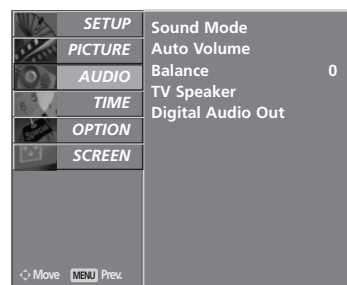 SETUP
PICTURE
AUDIO
TIME
OPTION
SCREEN
Move MENU Prev.
Sound Mode
Auto Volume
Balance 0
TV Speaker
Digital Audio Out